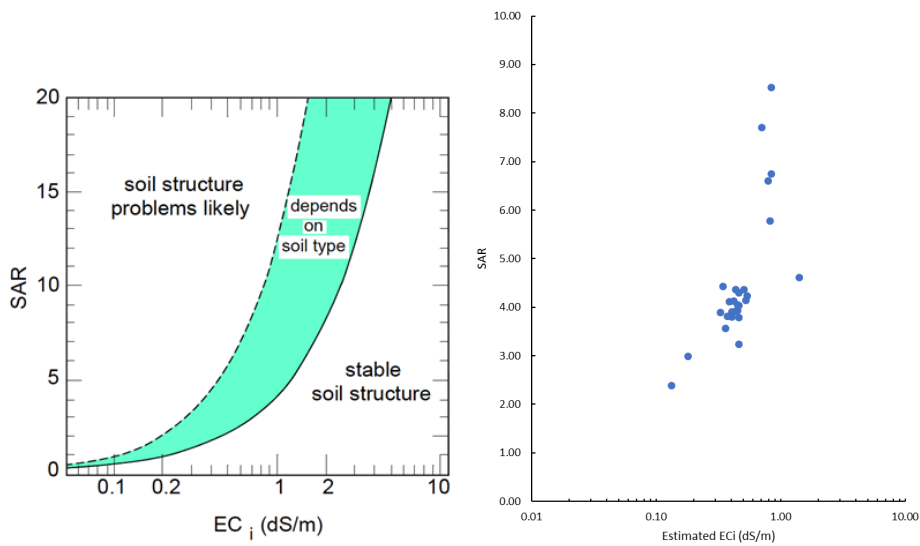 20
15
10
5
0
SAR
soil structure
problems likely
depends
on
soil type
stable
soil structure
0.1 0.2 1 2 10
EC i (dS/m)
10.00
9.00
8.00
7.00
6.00
5.00
4.00
3.00
2.00
10.00
0.00
SAR
0.01 0.10 1.00 10.00
Estimated ECi (dS/m)